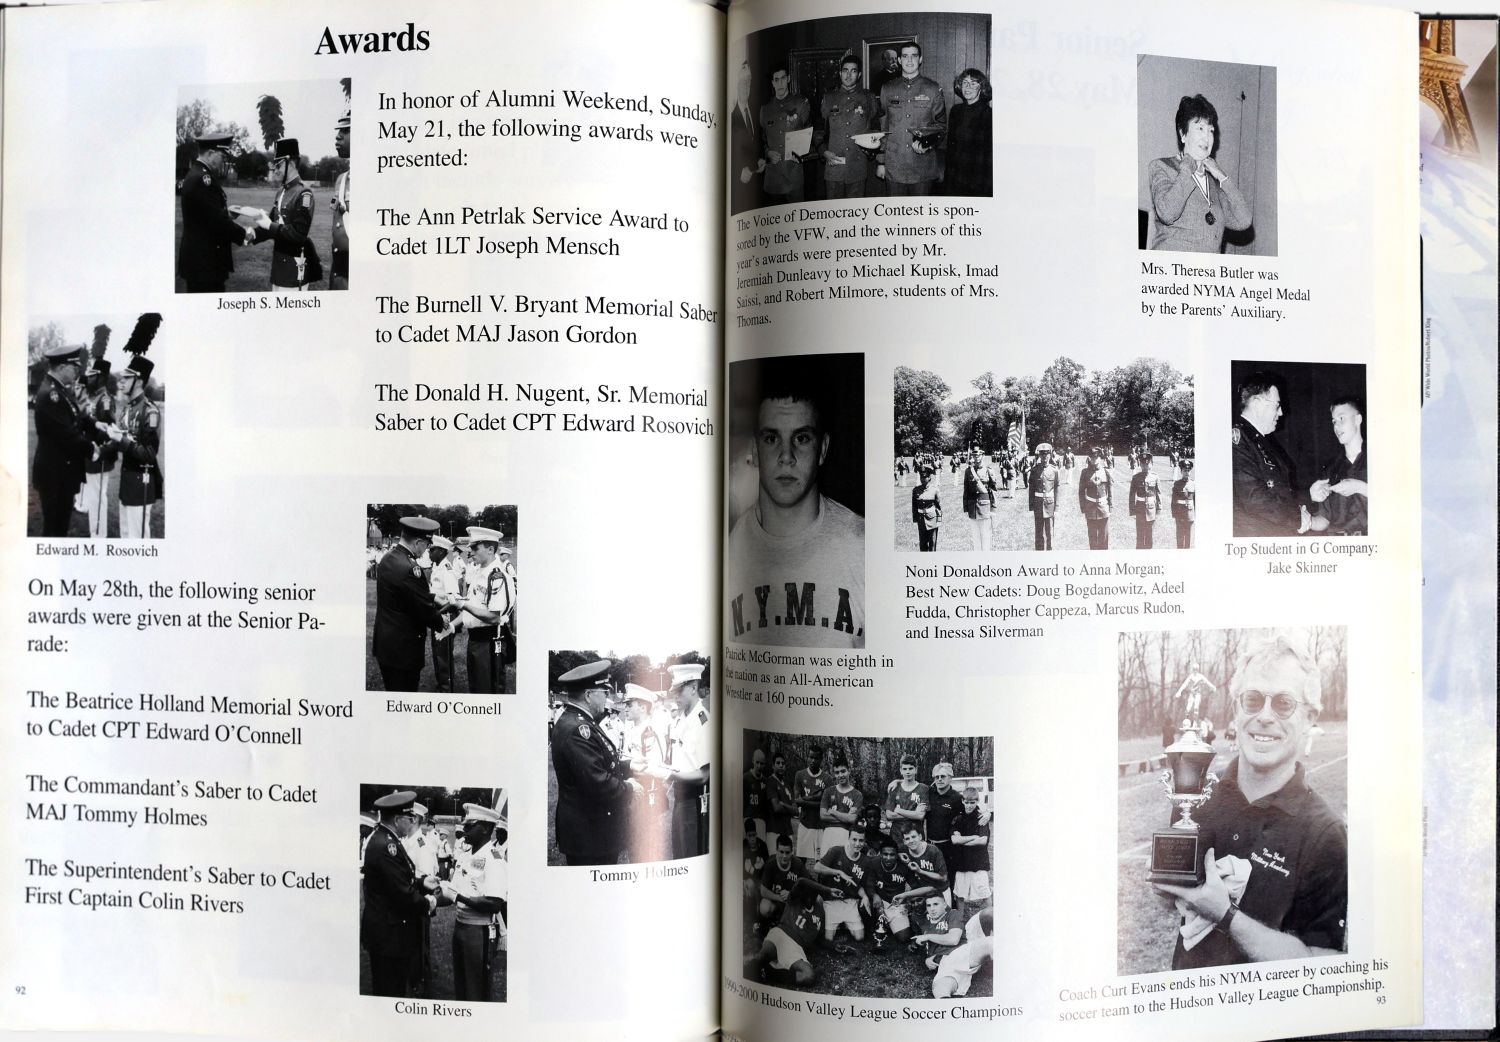 Awards
In honor of Alumni Weekend, Sunday,
May 21, the following awards were
presented:
The Ann Petrlak Service Award to
Cadet 1LT Joseph Mensch
The Burnell V. Bryant Memorial Saber
to Cadet MAJ Jason Gordon
The Donald H. Nugent, Sr. Memorial
Saber to Cadet CPT Edward Rosovich
Joseph S. Mensch
Edward M. Rosovich
On May 28th, the following senior
awards were given at the Senior Pa-
rade:
The Beatrice Holland Memorial Sword
to Cadet CPT Edward O'Connell
The Commandant's Saber to Cadet
MAJ Tommy Holmes
The Superintendent's Saber to Cadet
First Captain Colin Rivers
Edward O'Connell
Tommy Holmes
Colin Rivers
92
The Voice of Democracy Contest is spon-
sored by the VFW, and the winners of this
year's awards were presented by Mr.
Jeremiah Dunleavy to Michael Kupisk, Imad
Saissi, and Robert Milmore, students of Mrs.
Thomas.
Mrs. Theresa Butler was
awarded NYMA Angel Medal
by the Parents' Auxiliary.
N.Y.M.A.
Patrick McGorman was eighth in
the nation as an All-American
Wrestler at 160 pounds.
Noni Donaldson Award to Anna Morgan;
Best New Cadets: Doug Bogdanowitz, Adeel
Fudda, Christopher Cappeza, Marcus Rudon,
and Inessa Silverman
Top Student in G Company:
Jake Skinner
1999-2000 Hudson Valley League Soccer Champions
New York
Military Academy
Coach Curt Evans ends his NYMA career by coaching his
soccer team to the Hudson Valley League Championship.
93